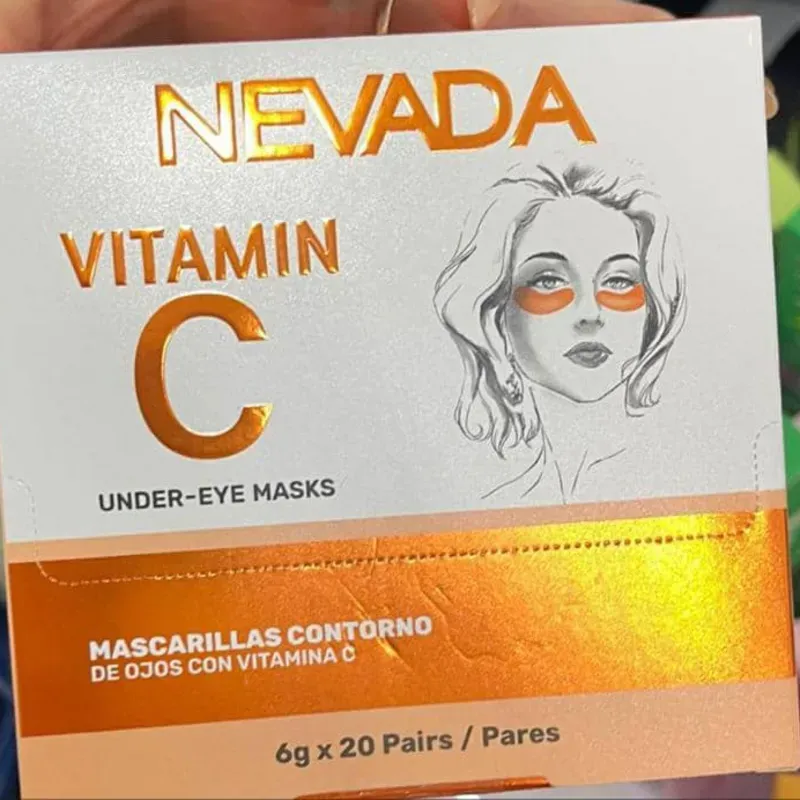 NEVADA
VITAMIN
C
UNDER-EYE MASKS
MASCARILLAS CONTORNO
DE OJOS CON VITAMINA C
6g x 20 Pairs / Pares